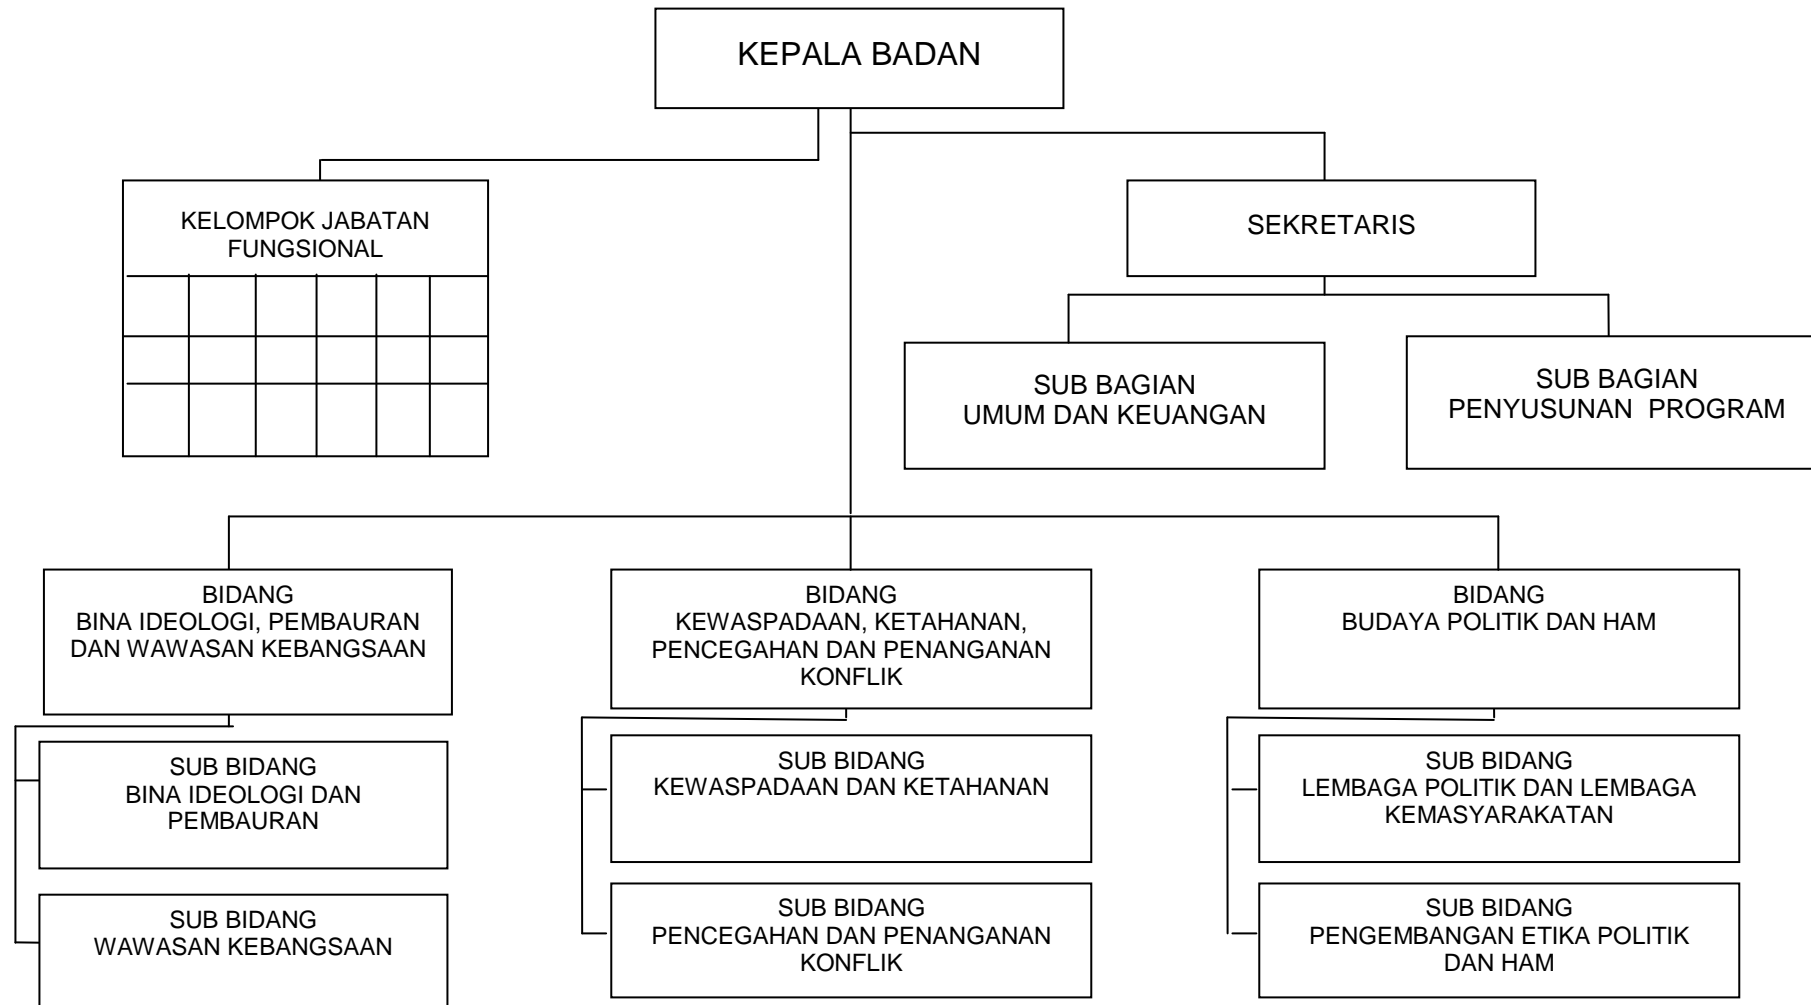 KEPALA BADAN
KELOMPOK JABATAN
FUNGSIONAL
SEKRETARIS
SUB BAGIAN
UMUM DAN KEUANGAN
SUB BAGIAN
PENYUSUNAN  PROGRAM
BIDANG
BINA IDEOLOGI, PEMBAURAN
DAN WAWASAN KEBANGSAAN
BIDANG
KEWASPADAAN, KETAHANAN,
PENCEGAHAN DAN PENANGANAN
KONFLIK
BIDANG
BUDAYA POLITIK DAN HAM
SUB BIDANG
BINA IDEOLOGI DAN
PEMBAURAN
SUB BIDANG
KEWASPADAAN DAN KETAHANAN
SUB BIDANG
LEMBAGA POLITIK DAN LEMBAGA
KEMASYARAKATAN
SUB BIDANG
WAWASAN KEBANGSAAN
SUB BIDANG
PENCEGAHAN DAN PENANGANAN
KONFLIK
SUB BIDANG
PENGEMBANGAN ETIKA POLITIK
DAN HAM